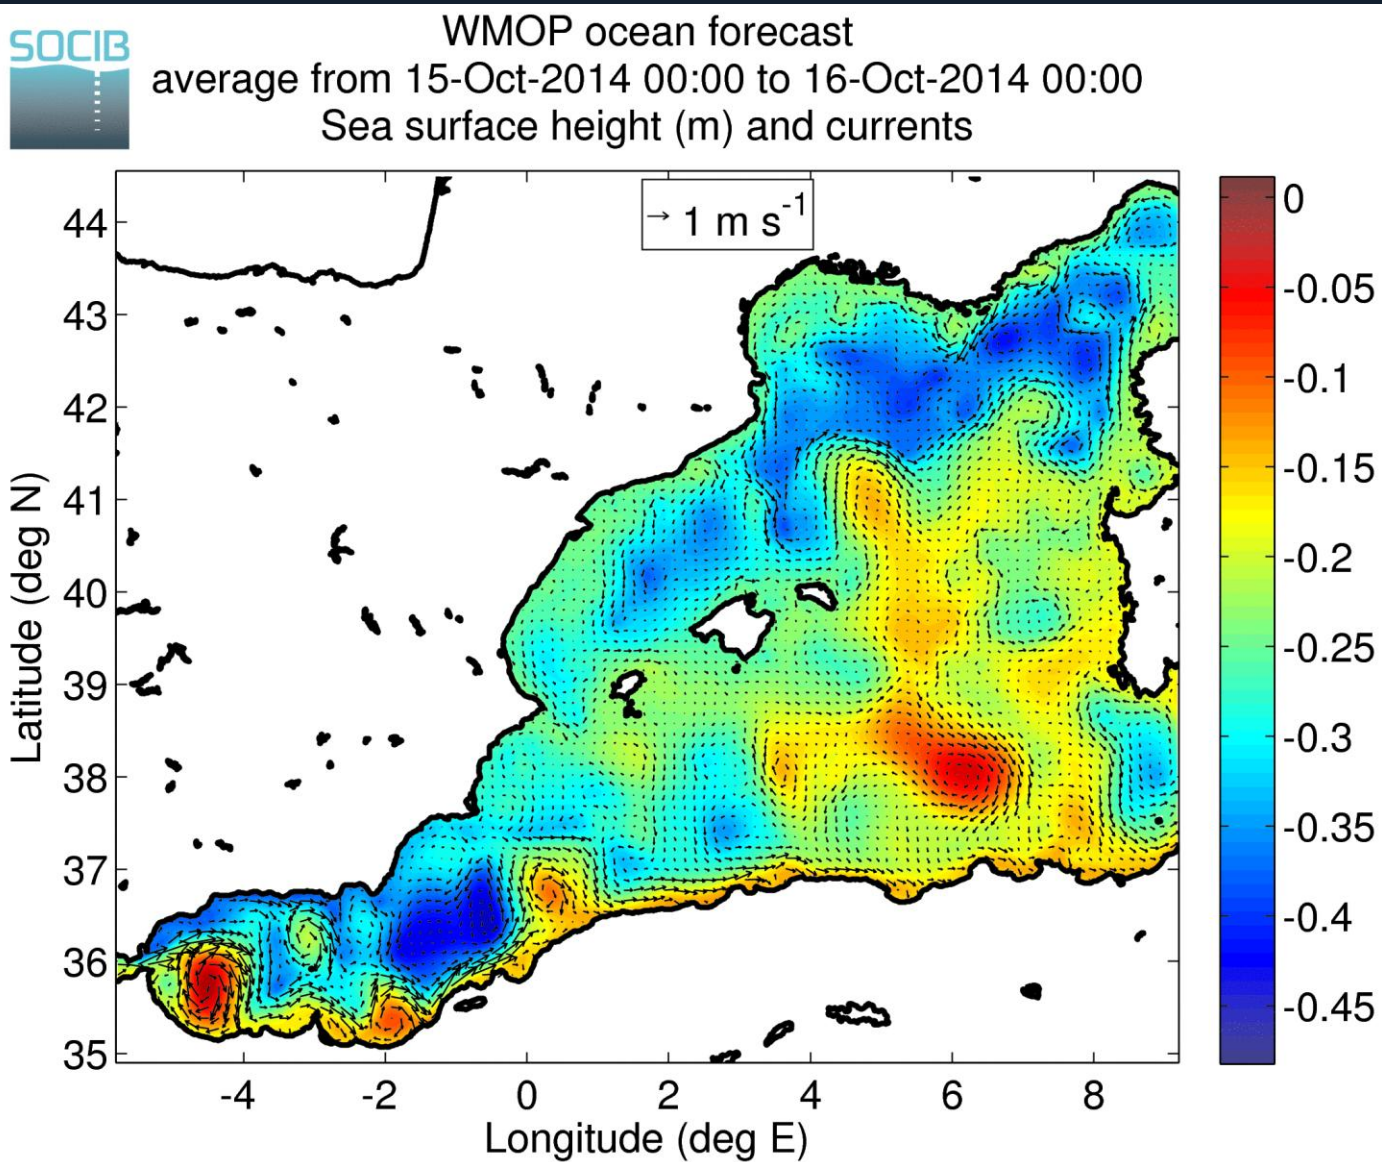 SOCIB
WMOP ocean forecast
average from 15-Oct-2014 00:00 to 16-Oct-2014 00:00
Sea surface height (m) and currents
→ 1 m s⁻¹
44
43
42
41
40
39
38
37
36
35
Latitude (deg N)
-4 -2 0 2 4 6 8
Longitude (deg E)
0
-0.05
-0.1
-0.15
-0.2
-0.25
-0.3
-0.35
-0.4
-0.45